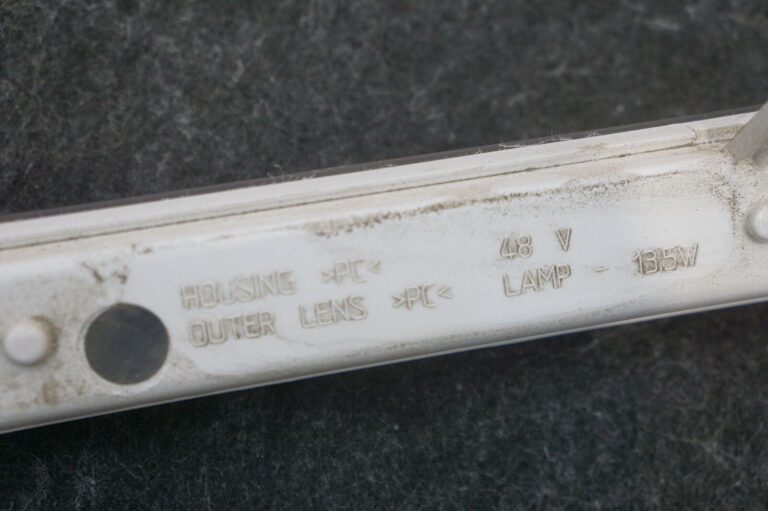 HOUSING >PC<
OUTER LENS >PC<
48 V
LAMP - 13.5W